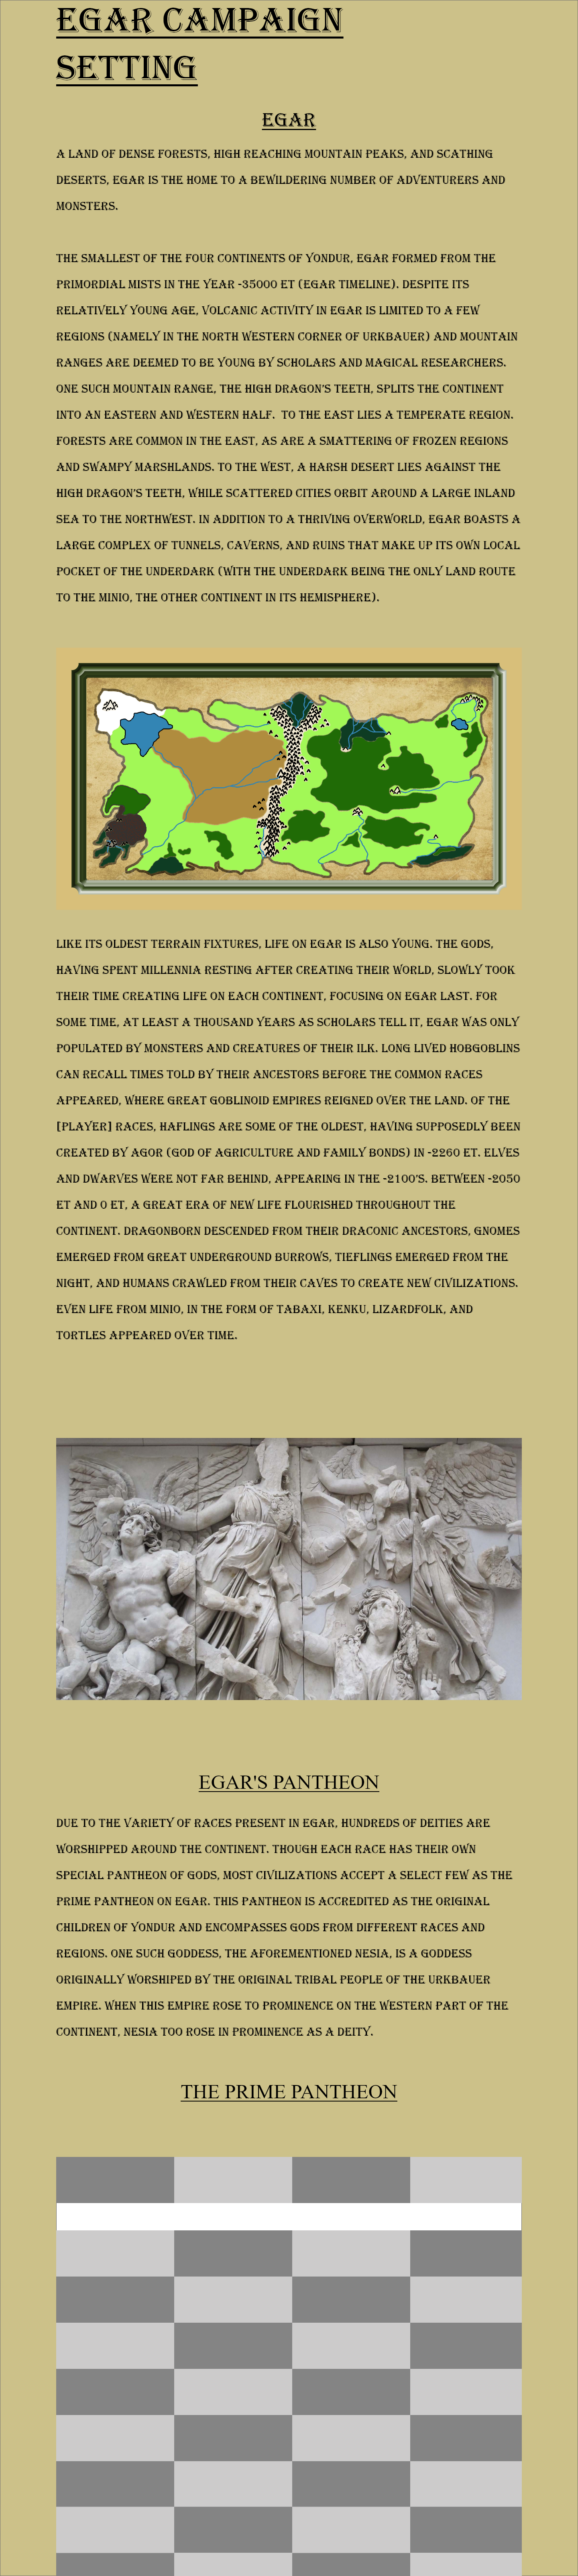 EGAR CAMPAIGN
SETTING
EGAR
A LAND OF DENSE FORESTS, HIGH REACHING MOUNTAIN PEAKS, AND SCATHING
DESERTS, EGAR IS THE HOME TO A BEWILDERING NUMBER OF ADVENTURERS AND
MONSTERS.
THE SMALLEST OF THE FOUR CONTINENTS OF YONDUR, EGAR FORMED FROM THE
PRIMORDIAL MISTS IN THE YEAR -35000 ET (EGAR TIMELINE). DESPITE ITS
RELATIVELY YOUNG AGE, VOLCANIC ACTIVITY IN EGAR IS LIMITED TO A FEW
REGIONS (NAMELY IN THE NORTH WESTERN CORNER OF URKBAUER) AND MOUNTAIN
RANGES ARE DEEMED TO BE YOUNG BY SCHOLARS AND MAGICAL RESEARCHERS.
ONE SUCH MOUNTAIN RANGE, THE HIGH DRAGON'S TEETH, SPLITS THE CONTINENT
INTO AN EASTERN AND WESTERN HALF. TO THE EAST LIES A TEMPERATE REGION.
FORESTS ARE COMMON IN THE EAST, AS ARE A SMATTERING OF FROZEN REGIONS
AND SWAMPY MARSHLANDS. TO THE WEST, A HARSH DESERT LIES AGAINST THE
HIGH DRAGON'S TEETH, WHILE SCATTERED CITIES ORBIT AROUND A LARGE INLAND
SEA TO THE NORTHWEST. IN ADDITION TO A THRIVING OVERWORLD, EGAR BOASTS A
LARGE COMPLEX OF TUNNELS, CAVERNS, AND RUINS THAT MAKE UP ITS OWN LOCAL
POCKET OF THE UNDERDARK (WITH THE UNDERDARK BEING THE ONLY LAND ROUTE
TO THE MINIO, THE OTHER CONTINENT IN ITS HEMISPHERE).
LIKE ITS OLDEST TERRAIN FIXTURES, LIFE ON EGAR IS ALSO YOUNG. THE GODS,
HAVING SPENT MILLENNIA RESTING AFTER CREATING THEIR WORLD, SLOWLY TOOK
THEIR TIME CREATING LIFE ON EACH CONTINENT, FOCUSING ON EGAR LAST. FOR
SOME TIME, AT LEAST A THOUSAND YEARS AS SCHOLARS TELL IT, EGAR WAS ONLY
POPULATED BY MONSTERS AND CREATURES OF THEIR ILK. LONG LIVED HOBGOBLINS
CAN RECALL TIMES TOLD BY THEIR ANCESTORS BEFORE THE COMMON RACES
APPEARED, WHERE GREAT GOBLINOID EMPIRES REIGNED OVER THE LAND. OF THE
[PLAYER] RACES, HAFLINGS ARE SOME OF THE OLDEST, HAVING SUPPOSEDLY BEEN
CREATED BY AGOR (GOD OF AGRICULTURE AND FAMILY BONDS) IN -2260 ET. ELVES
AND DWARVES WERE NOT FAR BEHIND, APPEARING IN THE -2100'S. BETWEEN -2050
ET AND 0 ET, A GREAT ERA OF NEW LIFE FLOURISHED THROUGHOUT THE
CONTINENT. DRAGONBORN DESCENDED FROM THEIR DRACONIC ANCESTORS, GNOMES
EMERGED FROM GREAT UNDERGROUND BURROWS, TIEFLINGS EMERGED FROM THE
NIGHT, AND HUMANS CRAWLED FROM THEIR CAVES TO CREATE NEW CIVILIZATIONS.
EVEN LIFE FROM MINIO, IN THE FORM OF TABAXI, KENKU, LIZARDFOLK, AND
TORTLES APPEARED OVER TIME.
EGAR'S PANTHEON
DUE TO THE VARIETY OF RACES PRESENT IN EGAR, HUNDREDS OF DEITIES ARE
WORSHIPPED AROUND THE CONTINENT. THOUGH EACH RACE HAS THEIR OWN
SPECIAL PANTHEON OF GODS, MOST CIVILIZATIONS ACCEPT A SELECT FEW AS THE
PRIME PANTHEON ON EGAR. THIS PANTHEON IS ACCREDITED AS THE ORIGINAL
CHILDREN OF YONDUR AND ENCOMPASSES GODS FROM DIFFERENT RACES AND
REGIONS. ONE SUCH GODDESS, THE AFOREMENTIONED NESIA, IS A GODDESS
ORIGINALLY WORSHIPED BY THE ORIGINAL TRIBAL PEOPLE OF THE URKBAUER
EMPIRE. WHEN THIS EMPIRE ROSE TO PROMINENCE ON THE WESTERN PART OF THE
CONTINENT, NESIA TOO ROSE IN PROMINENCE AS A DEITY.
THE PRIME PANTHEON